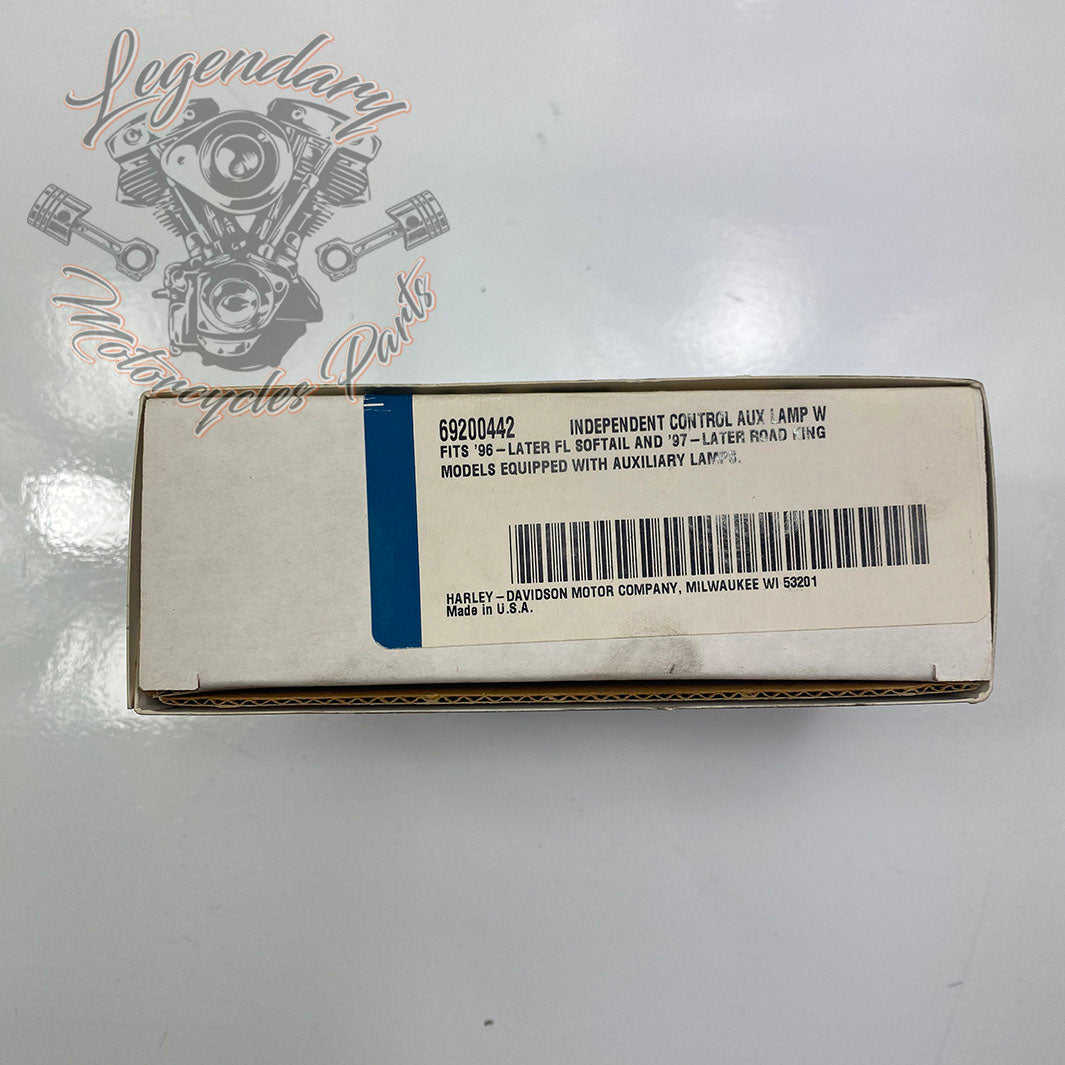 Legendary
Motorcycles Parts
69200442 INDEPENDENT CONTROL AUX LAMP W
FITS '96-LATER FL SOFTAIL AND '97-LATER ROAD KING
MODELS EQUIPPED WITH AUXILIARY LAMPS.
HARLEY-DAVIDSON MOTOR COMPANY, MILWAUKEE WI 53201
Made in U.S.A.